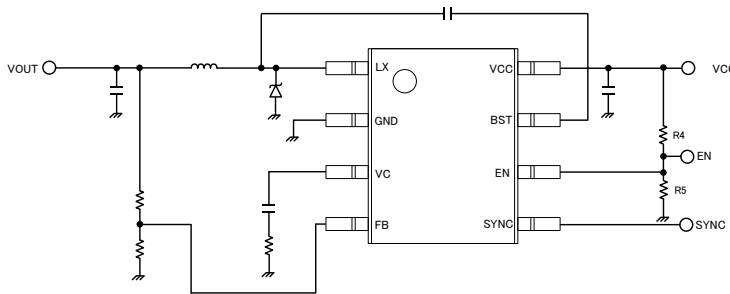 VOUT
LX
GND
VC
FB
VCC
BST
EN
SYNC
VCC
R4
EN
R5
SYNC